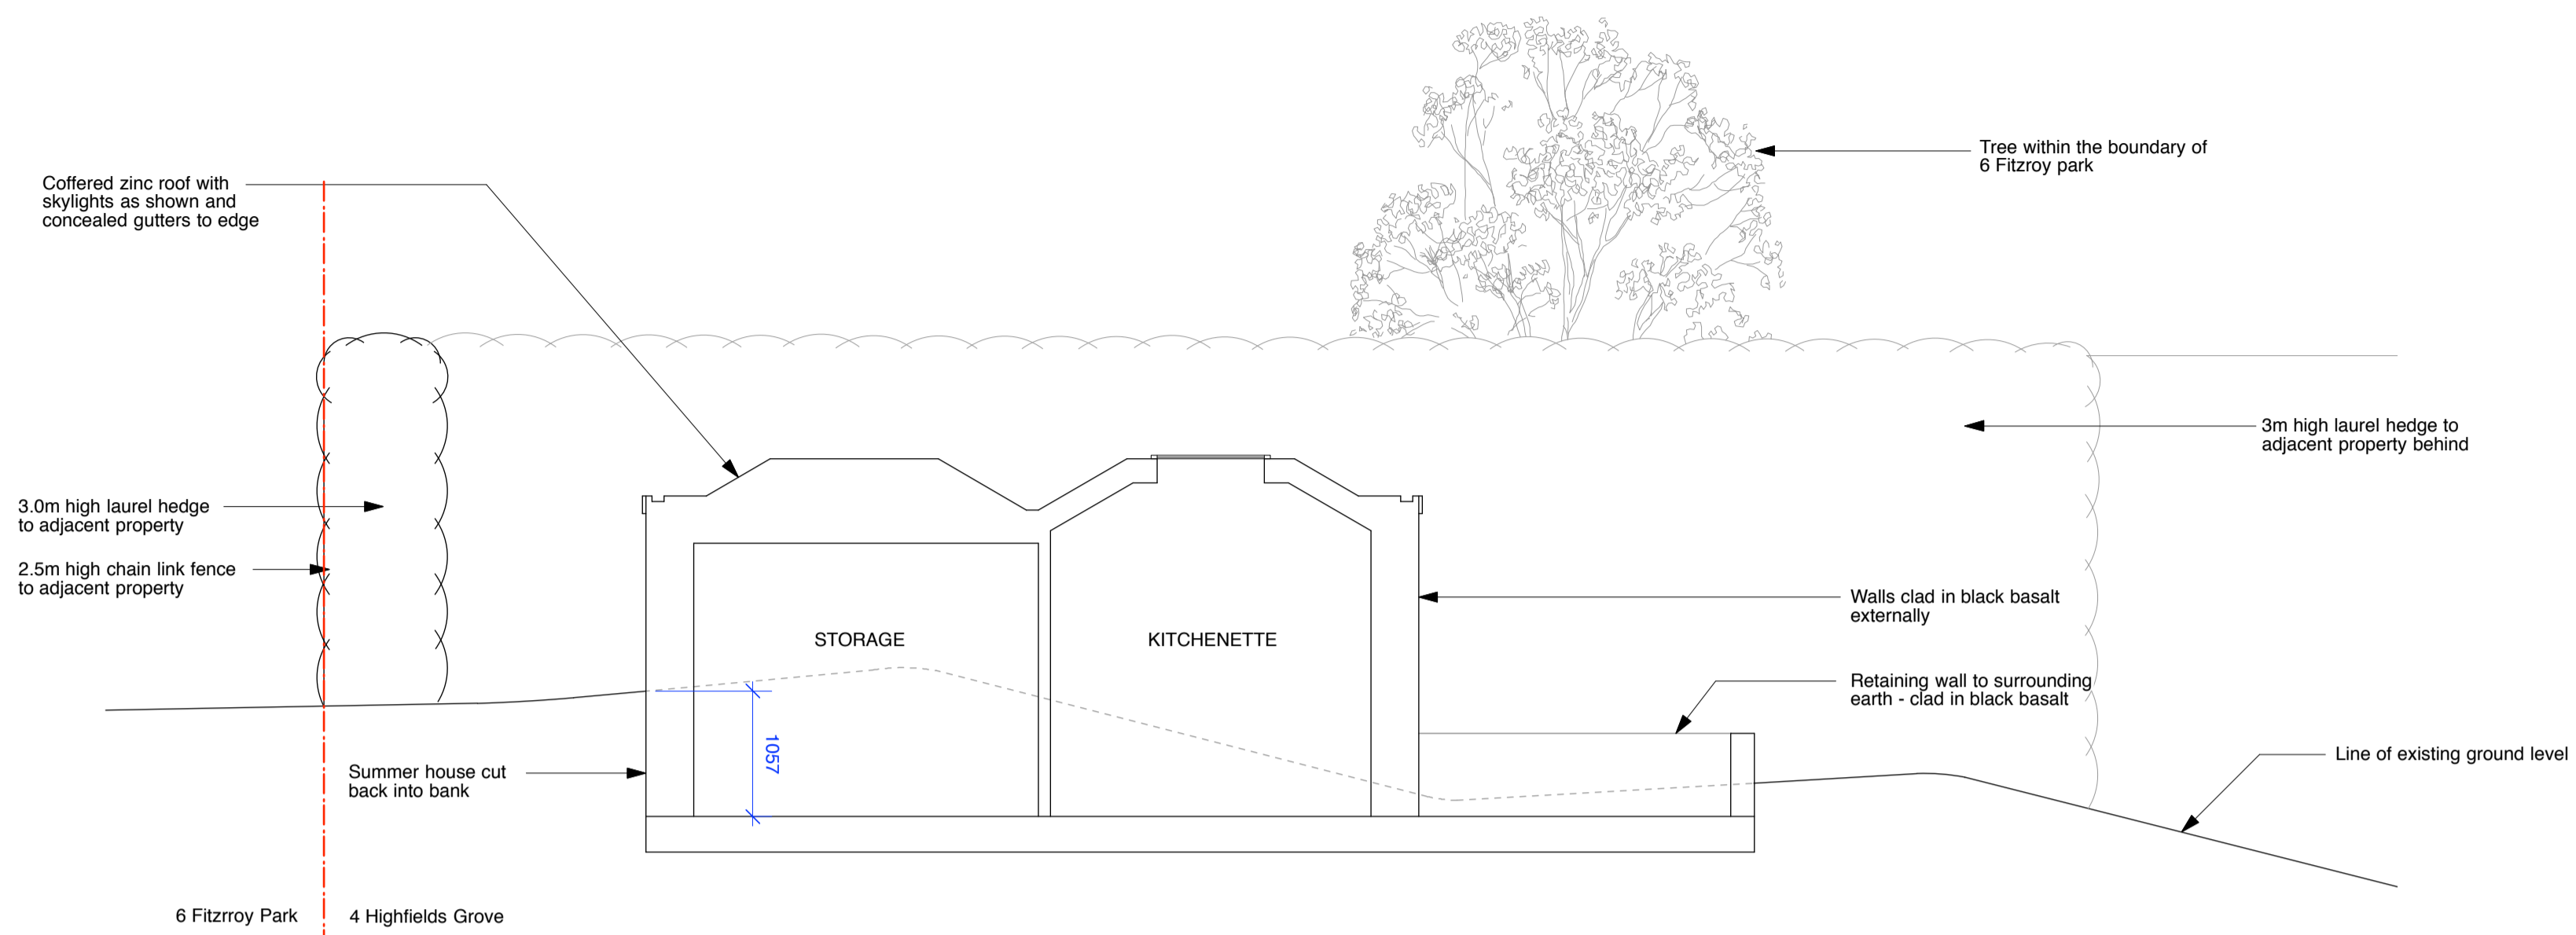 Tree within the boundary of
6 Fitzroy park
Coffered zinc roof with
skylights as shown and
concealed gutters to edge
3m high laurel hedge to
adjacent property behind
3.0m high laurel hedge
to adjacent property
2.5m high chain link fence
to adjacent property
Walls clad in black basalt
externally
STORAGE
KITCHENETTE
Retaining wall to surrounding
earth - clad in black basalt
1057
Line of existing ground level
Summer house cut
back into bank
6 Fitzrroy Park
4 Highfields Grove